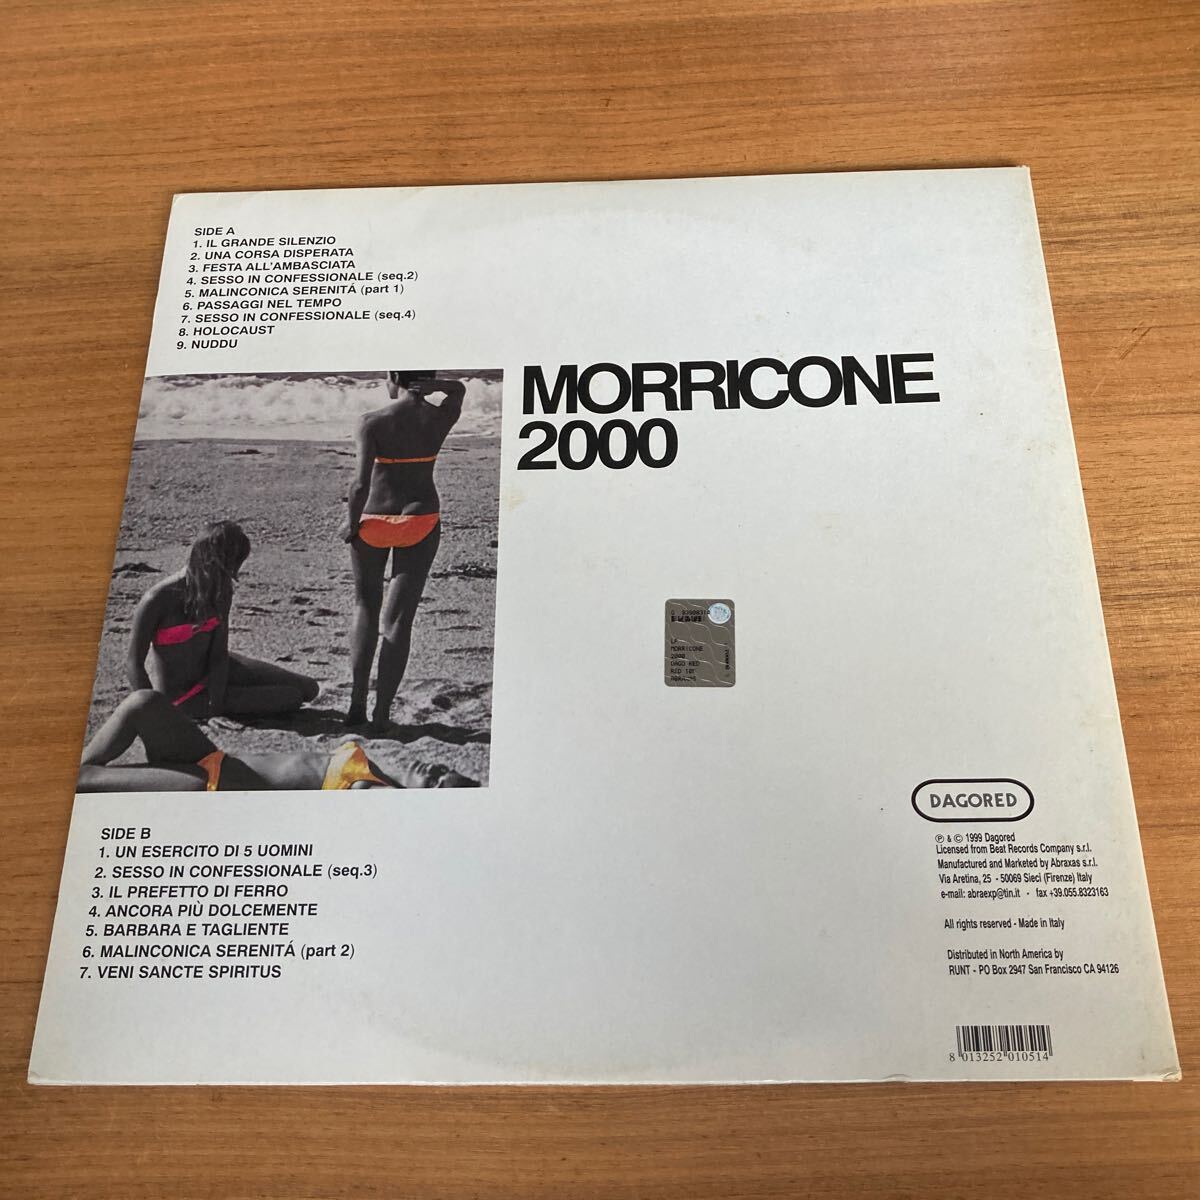 SIDE A
1. IL GRANDE SILENZIO
2. UNA CORSA DISPERATA
3. FESTA ALL'AMBASCIATA
4. SESSO IN CONFESSIONALE (seq.2)
5. MALINCONICA SERENITÁ (part 1)
6. PASSAGGI NEL TEMPO
7. SESSO IN CONFESSIONALE (seq.4)
8. HOLOCAUST
9. NUDDU
MORRICONE
2000
LP
MORRICONE
2000
DAGO RED
SIDE B
1. UN ESERCITO DI 5 UOMINI
2. SESSO IN CONFESSIONALE (seq.3)
3. IL PREFETTO DI FERRO
4. ANCORA PIÙ DOLCEMENTE
5. BARBARA E TAGLIENTE
6. MALINCONICA SERENITÁ (part 2)
7. VENI SANCTE SPIRITUS
DAGORED
℗ & © 1999 Dagored
Licensed from Beat Records Company s.r.l.
Manufactured and Marketed by Abraxas s.r.l.
Via Aretina, 25 - 50069 Sieci (Firenze) Italy
e-mail: abraexp@tin.it - fax +39.055.8323163
All rights reserved - Made in Italy
Distributed in North America by
RUNT - PO Box 2947 San Francisco CA 94126
8 013252 010514